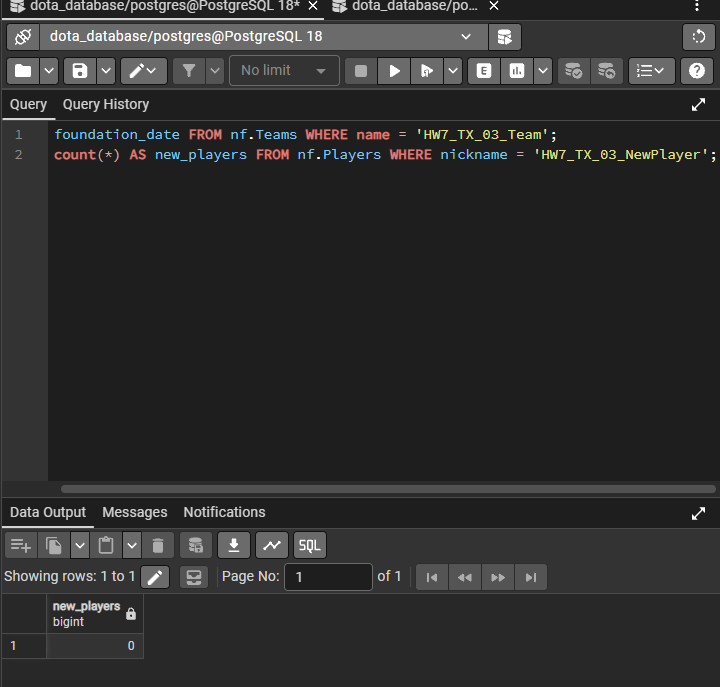 dota_database/postgres@PostgreSQL 18*
dota_database/po...
dota_database/postgres@PostgreSQL 18
No limit
E
SQL
Query Query History
1 foundation_date FROM nf.Teams WHERE name = 'HW7_TX_03_Team';
2 count(*) AS new_players FROM nf.Players WHERE nickname = 'HW7_TX_03_NewPlayer';
Data Output Messages Notifications
SQL
Showing rows: 1 to 1 Page No: 1 of 1
new_players
bigint
1 0